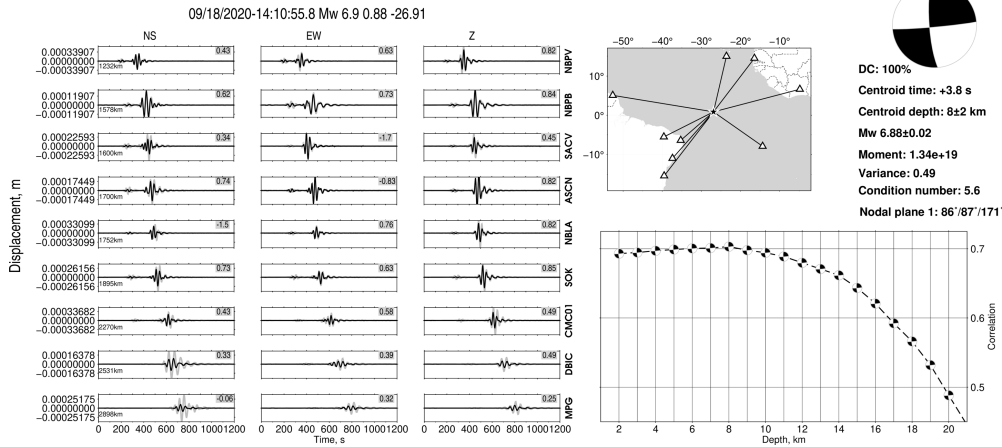 09/18/2020-14:10:55.8 Mw 6.9 0.88 -26.91
NS EW Z
0.00033907 0.00000000 −0.00033907 1232km 0.43 0.63 0.82 NBPV
0.00011907 0.00000000 −0.00011907 1578km 0.62 0.73 0.84 NBPB
0.00022593 0.00000000 −0.00022593 1600km 0.34 -1.7 0.45 SACV
0.00017449 0.00000000 −0.00017449 1700km 0.74 -0.83 0.82 ASCN
0.00033099 0.00000000 −0.00033099 1752km -1.5 0.76 0.82 NBLA
0.00026156 0.00000000 −0.00026156 1895km 0.73 0.63 0.85 SOK
0.00033682 0.00000000 −0.00033682 2270km 0.43 0.58 0.49 CMC01
0.00016378 0.00000000 −0.00016378 2531km 0.33 0.39 0.49 DBIC
0.00025175 0.00000000 −0.00025175 2898km -0.06 0.32 0.25 MPG
Displacement, m
0 200 400 600 800 10001200 0 200 400 600 800 10001200 0 200 400 600 800 10001200
Time, s
−50° −40° −30° −20° −10°
10°
0°
−10°
DC: 100%
Centroid time: +3.8 s
Centroid depth: 8±2 km
Mw 6.88±0.02
Moment: 1.34e+19
Variance: 0.49
Condition number: 5.6
Nodal plane 1: 86°/87°/171°
0.7
0.6
0.5
Correlation
2 4 6 8 10 12 14 16 18 20
Depth, km